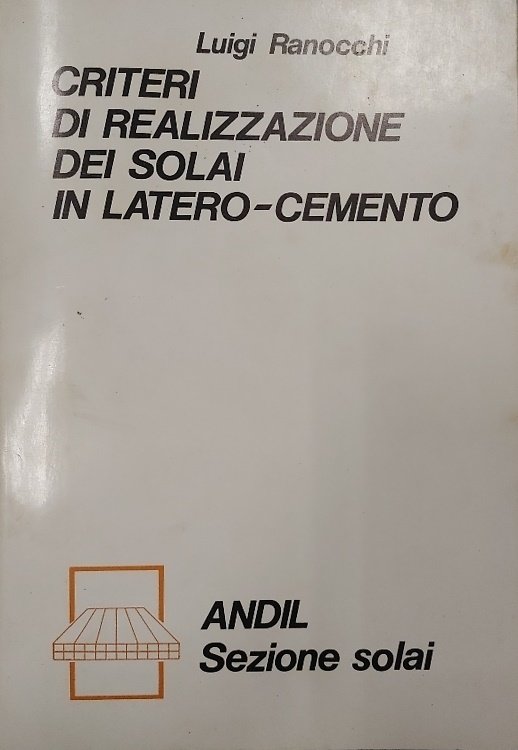 Luigi Ranocchi
CRITERI
DI REALIZZAZIONE
DEI SOLAI
IN LATERO-CEMENTO
ANDIL
Sezione solai